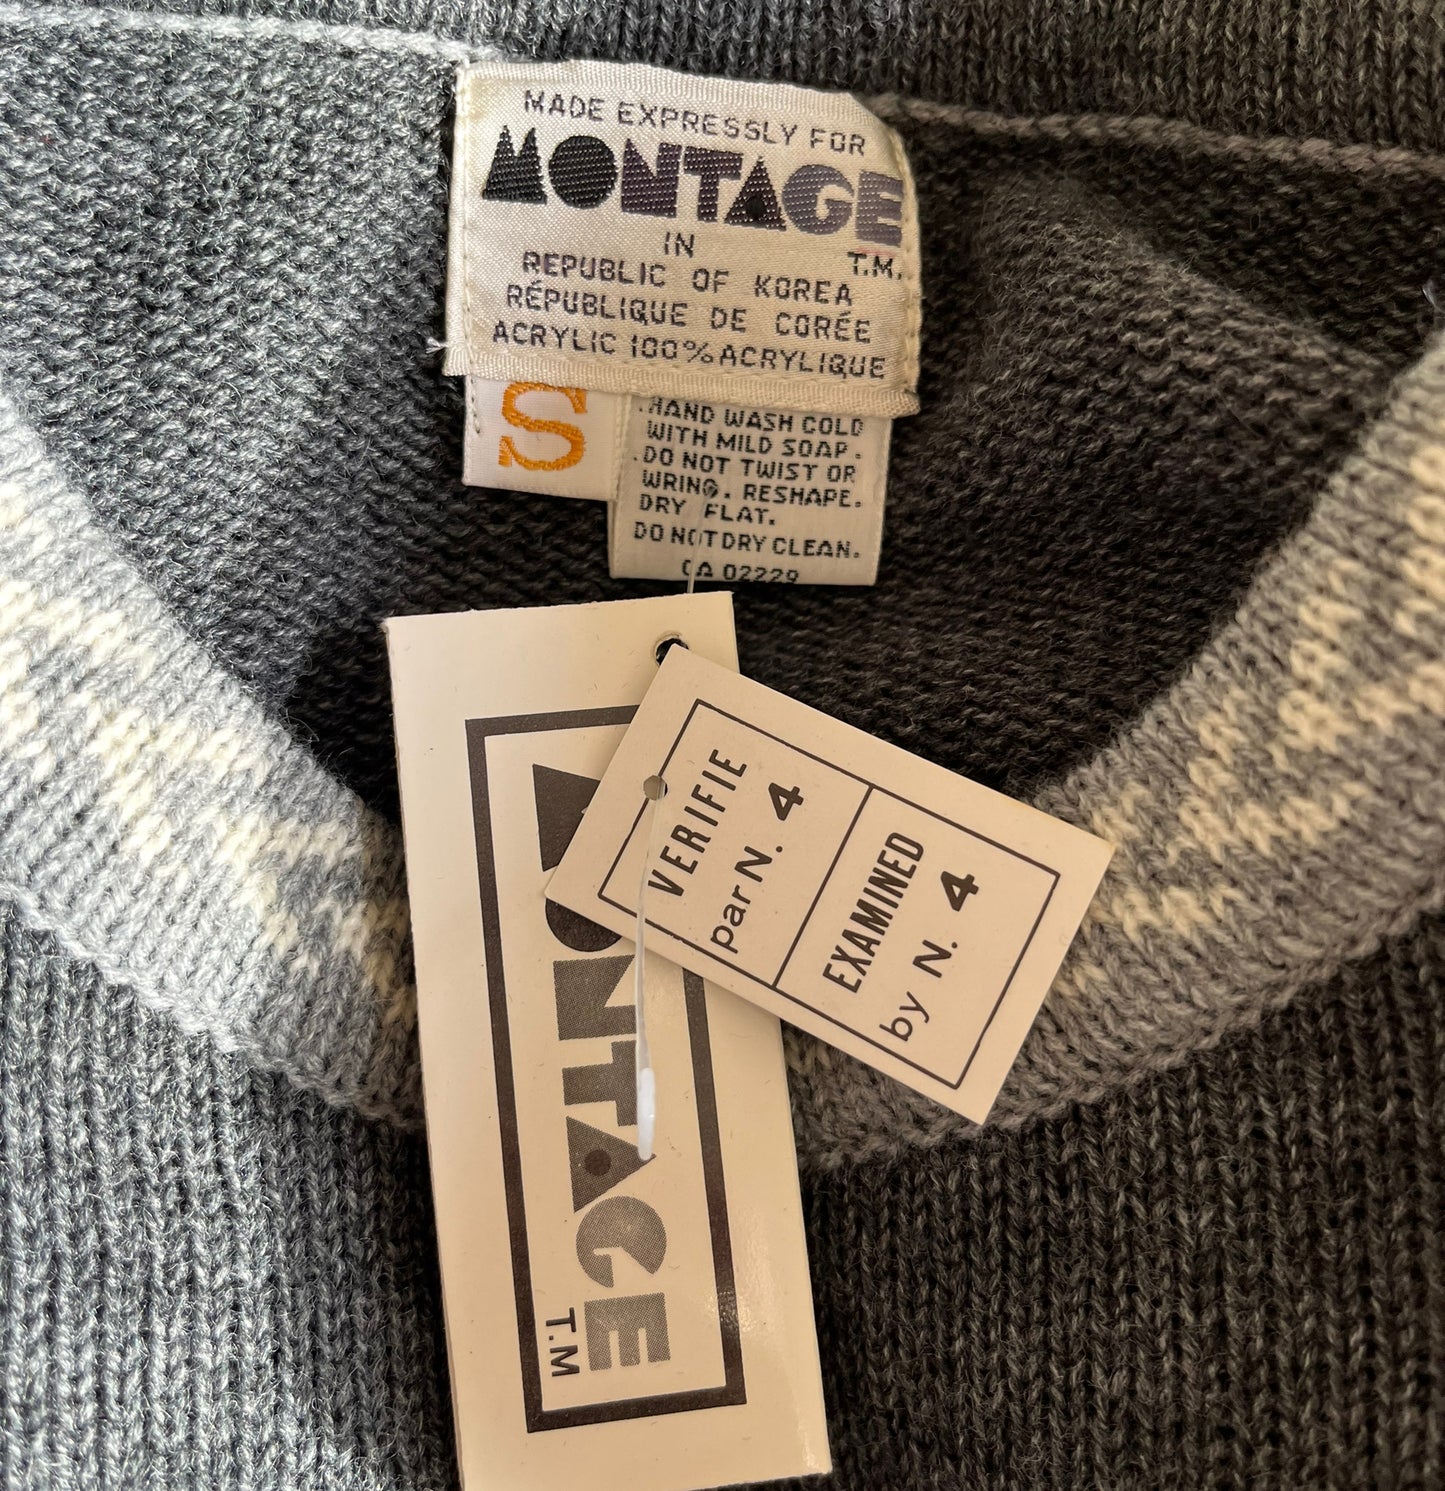 MADE EXPRESSLY FOR
MONTAGE
T.M.
IN
REPUBLIC OF KOREA
RÉPUBLIQUE DE CORÉE
ACRYLIC 100% ACRYLIQUE
S
HAND WASH COLD
WITH MILD SOAP.
DO NOT TWIST OR
WRING. RESHAPE.
DRY FLAT.
DO NOT DRY CLEAN.
CA 02229
MONTAGE
T.M
VERIFIE
par N. 4
EXAMINED
by N. 4